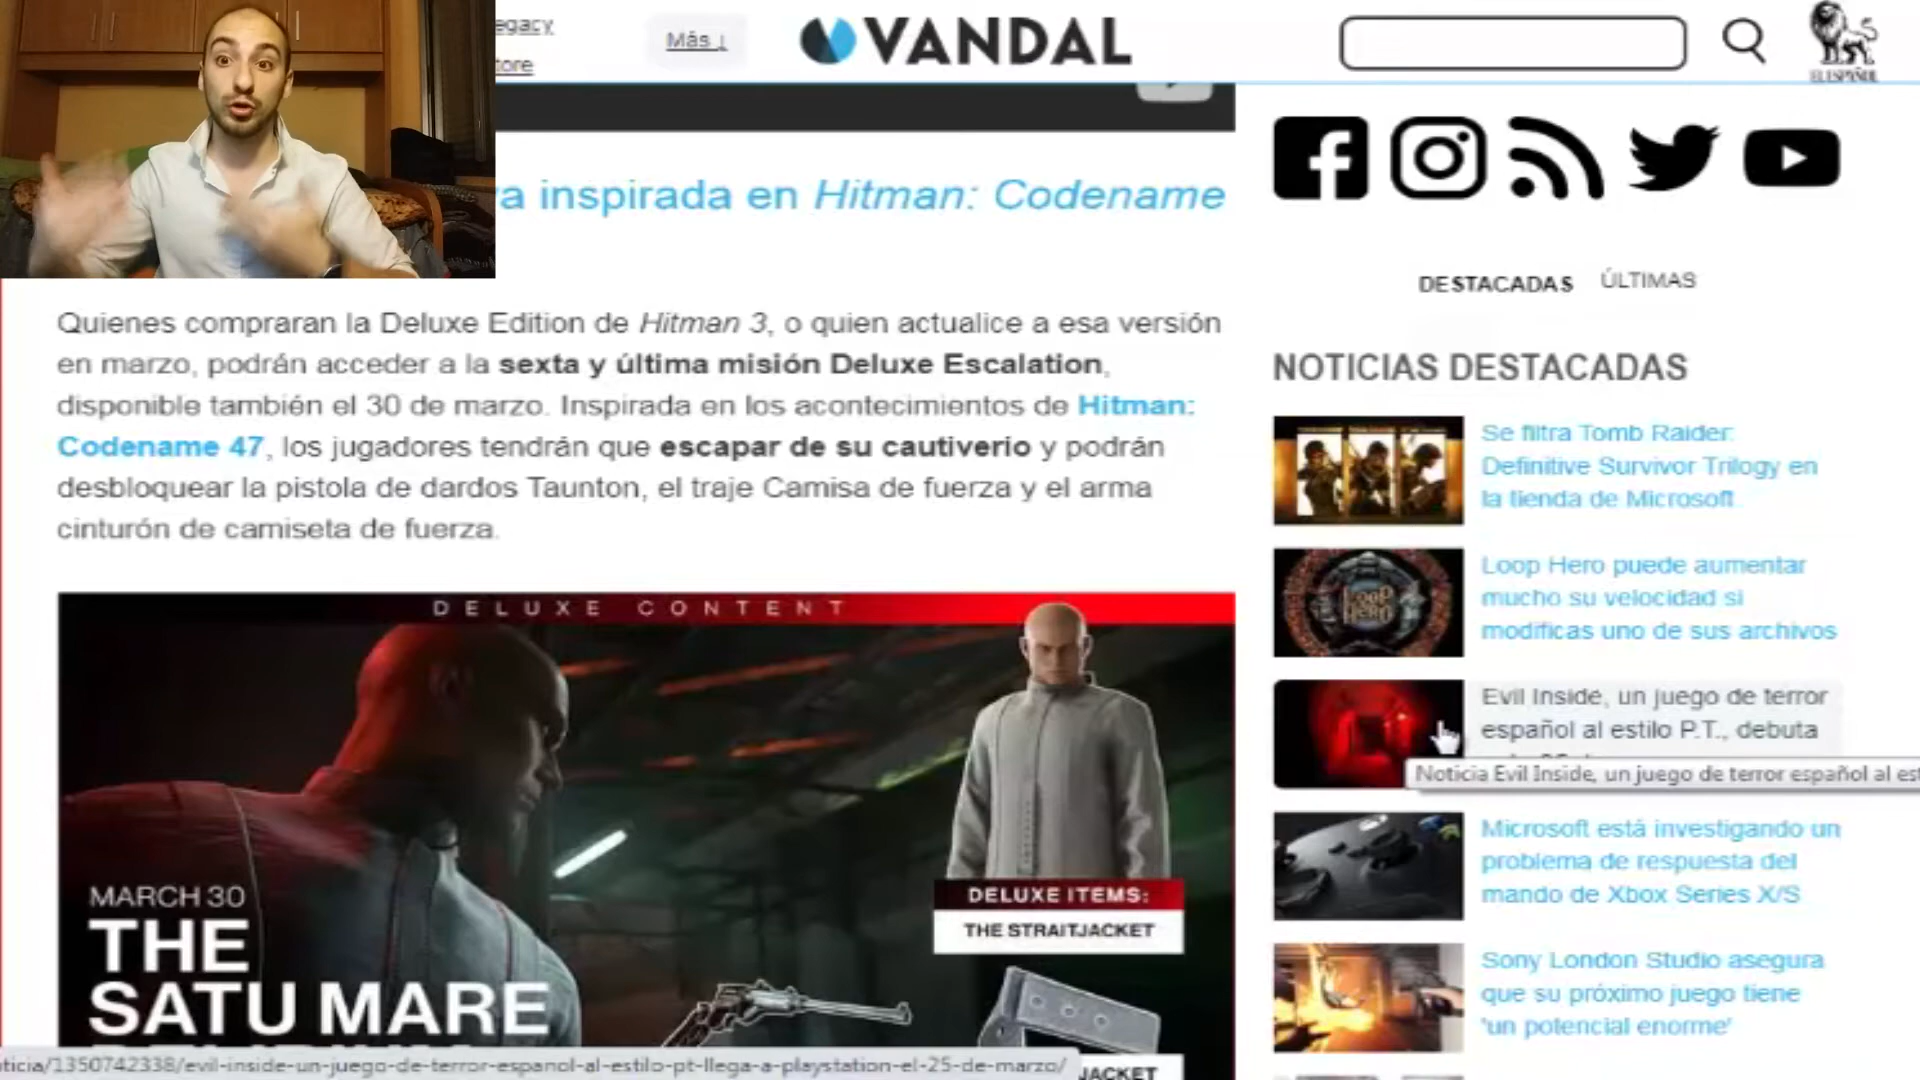 egacy
tore
Más ↓
VANDAL
EL ESPAÑOL
a inspirada en Hitman: Codename
Quienes compraran la Deluxe Edition de Hitman 3, o quien actualice a esa versión
en marzo, podrán acceder a la sexta y última misión Deluxe Escalation,
disponible también el 30 de marzo. Inspirada en los acontecimientos de Hitman:
Codename 47, los jugadores tendrán que escapar de su cautiverio y podrán
desbloquear la pistola de dardos Taunton, el traje Camisa de fuerza y el arma
cinturón de camiseta de fuerza.
DELUXE CONTENT
MARCH 30
THE
SATU MARE
DELUXE ITEMS:
THE STRAITJACKET
JACKET
DESTACADAS ÚLTIMAS
NOTICIAS DESTACADAS
Se filtra Tomb Raider:
Definitive Survivor Trilogy en
la tienda de Microsoft
LOOP
HERO
Loop Hero puede aumentar
mucho su velocidad si
modificas uno de sus archivos
Evil Inside, un juego de terror
español al estilo P.T., debuta
Noticia Evil Inside, un juego de terror español al est
Microsoft está investigando un
problema de respuesta del
mando de Xbox Series X/S
Sony London Studio asegura
que su próximo juego tiene
'un potencial enorme'
ticia/1350742338/evil-inside-un-juego-de-terror-espanol-al-estilo-pt-llega-a-playstation-el-25-de-marzo/